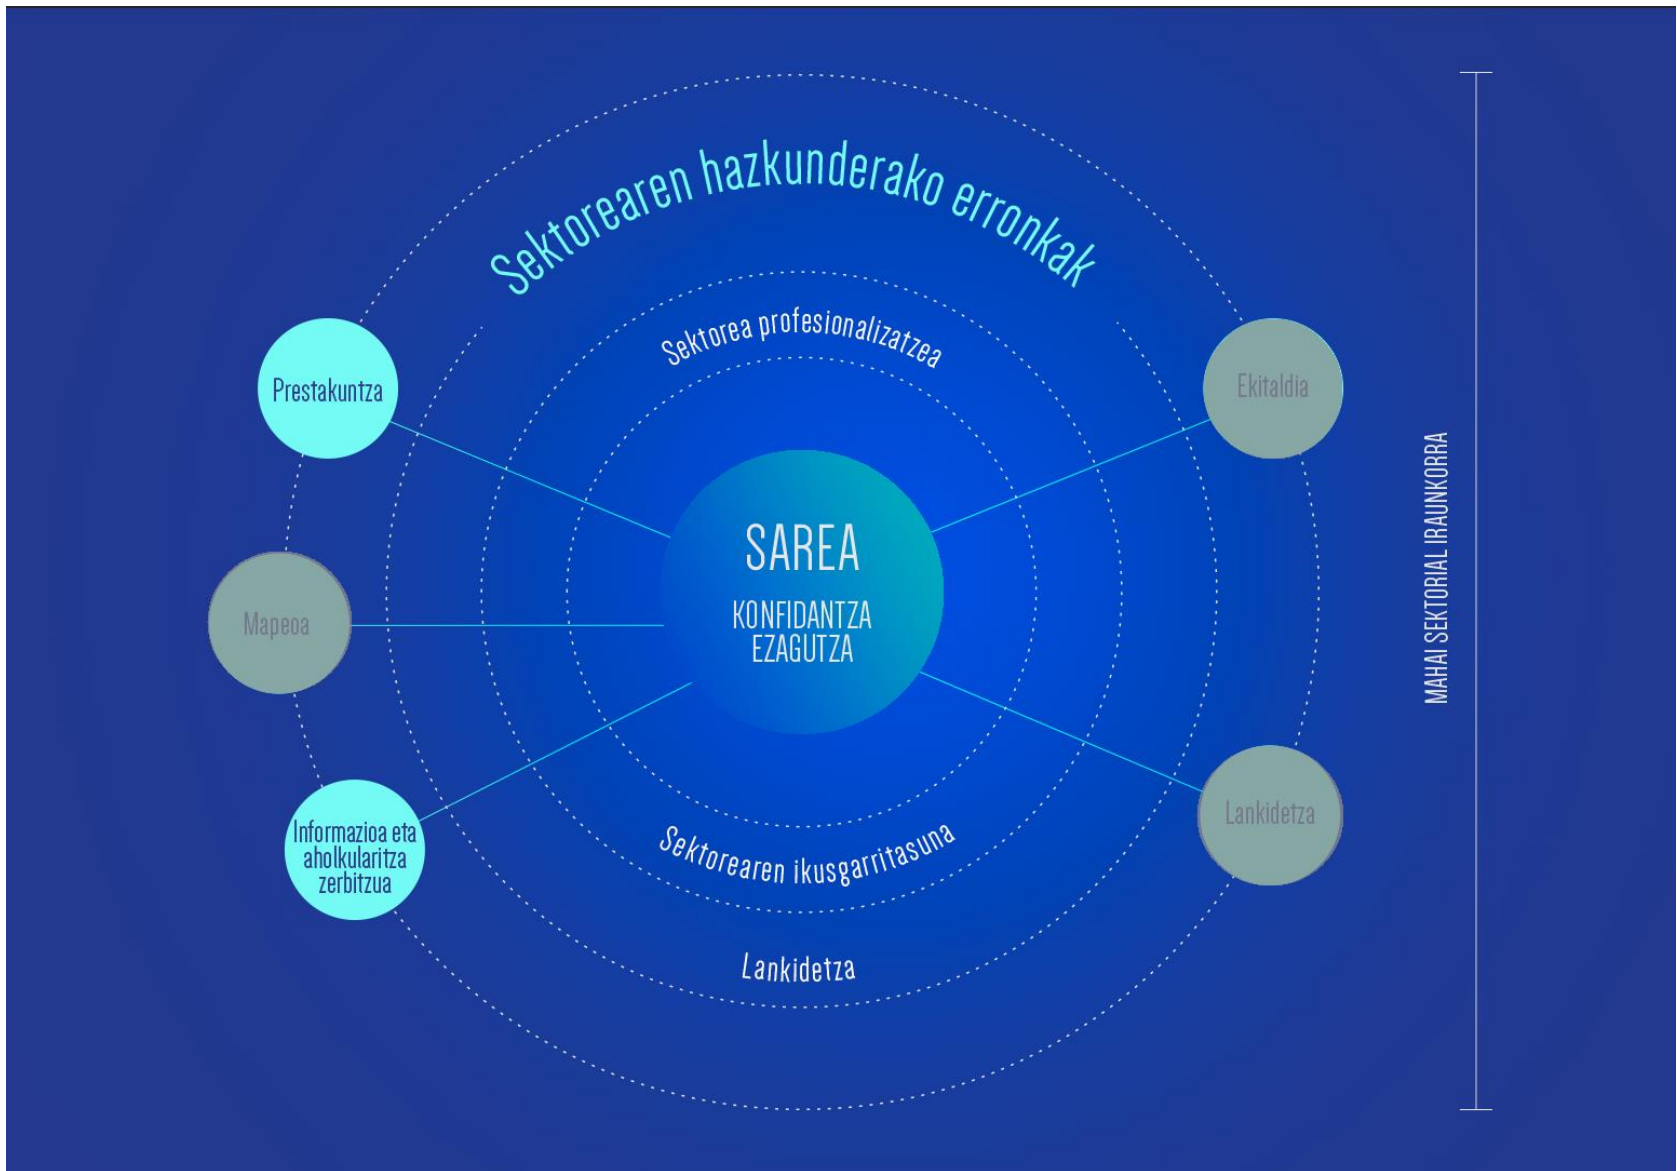 Sektorearen hazkunderako erronkak
Sektorea profesionalizatzea
Prestakuntza
Ekitaldia
SAREA
KONFIDANTZA
EZAGUTZA
Mapeoa
MAHAI SEKTORIAL IRAUNKORRA
Lankidetza
Informazioa eta
aholkularitza
zerbitzua
Sektorearen ikusgarritasuna
Lankidetza